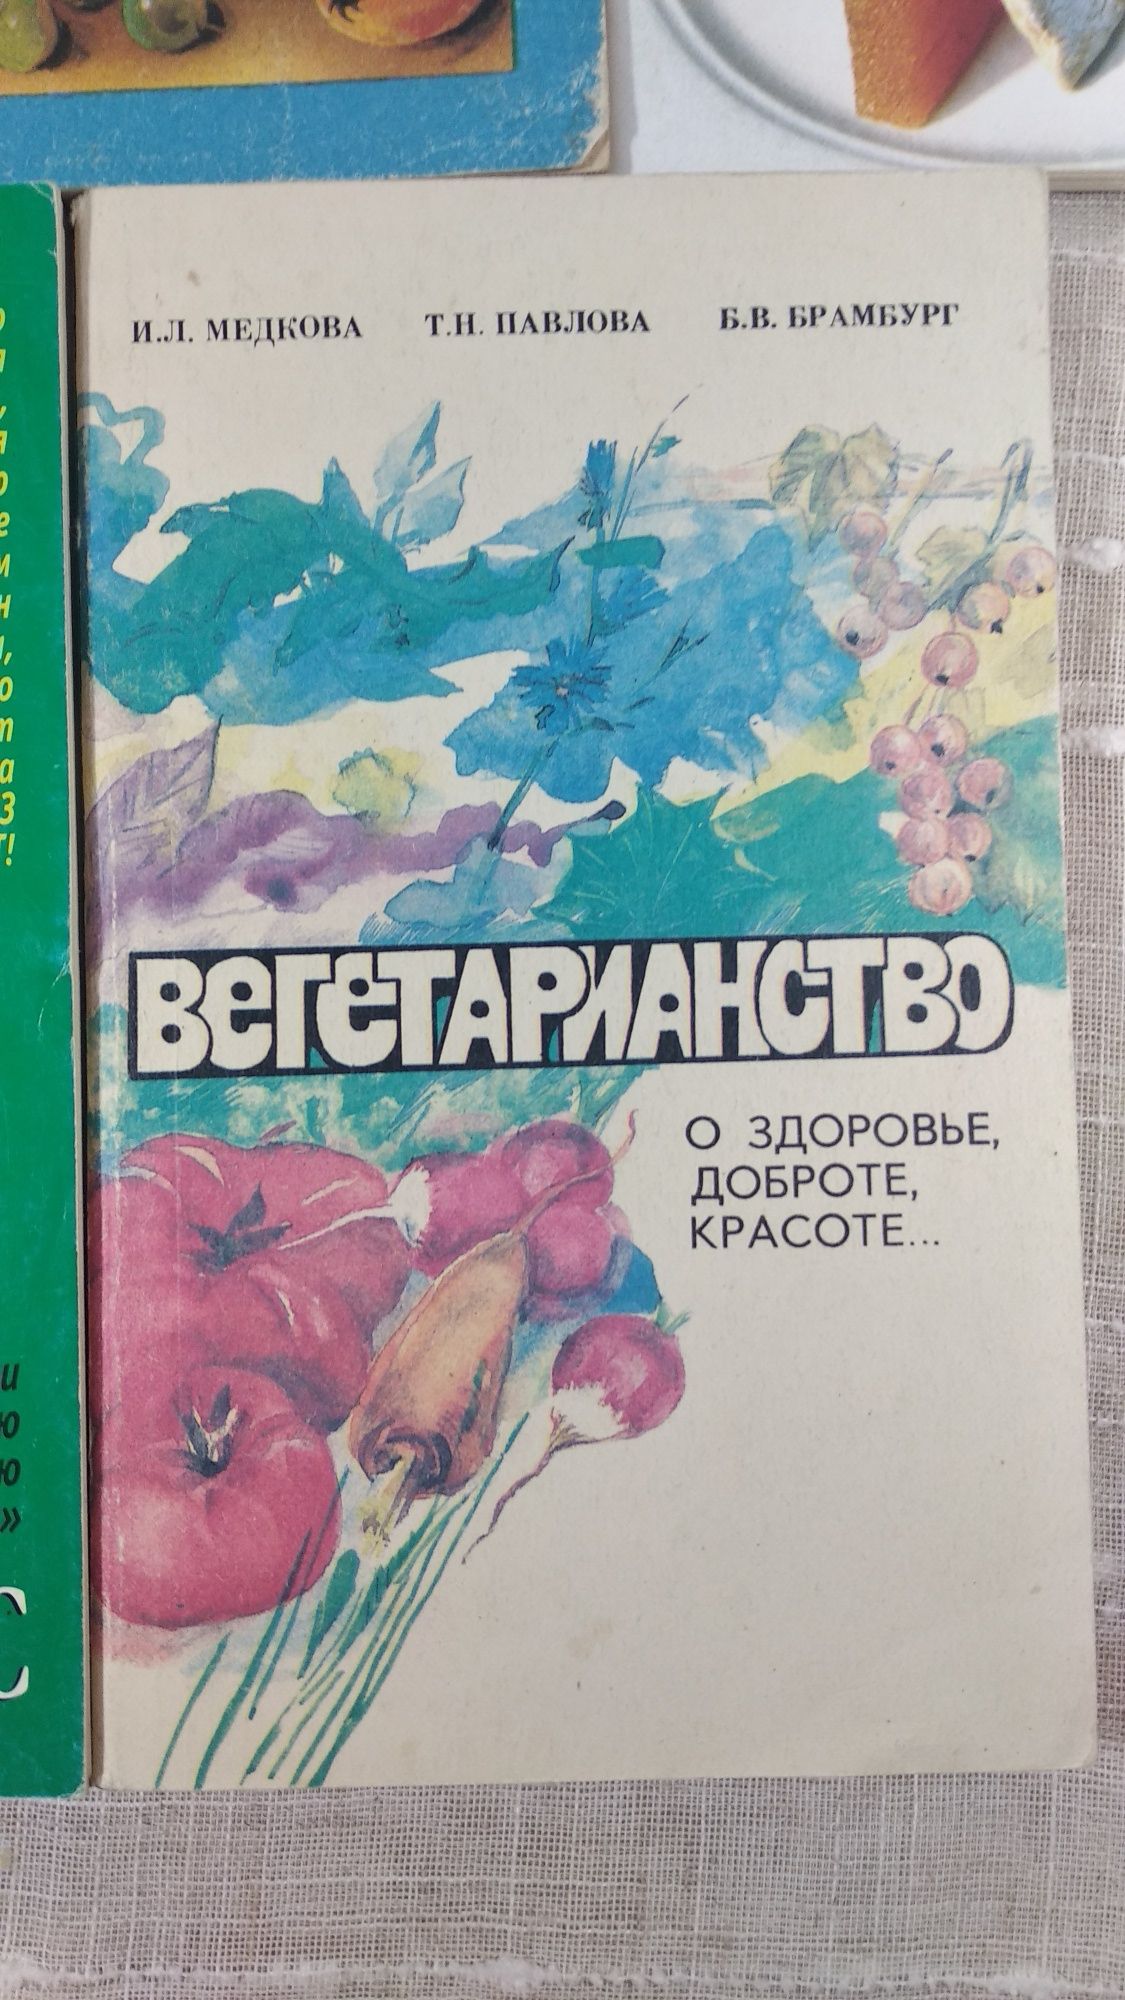 И.Л. МЕДКОВА Т.Н. ПАВЛОВА Б.В. БРАМБУРГ
ВЕГЕТАРИАНСТВО
О ЗДОРОВЬЕ,
ДОБРОТЕ,
КРАСОТЕ...